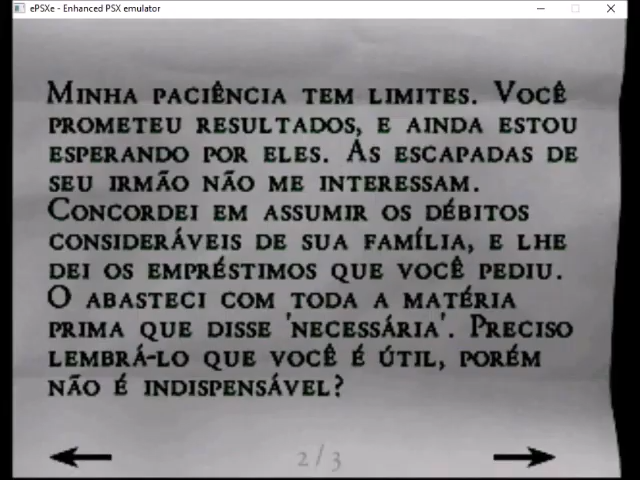 ePSXe - Enhanced PSX emulator
Minha paciência tem limites. Você
prometeu resultados, e ainda estou
esperando por eles. As escapadas de
seu irmão não me interessam.
Concordei em assumir os débitos
consideráveis de sua família, e lhe
dei os empréstimos que você pediu.
O abasteci com toda a matéria
prima que disse 'necessária'. Preciso
lembrá-lo que você é útil, porém
não é indispensável?
2/3